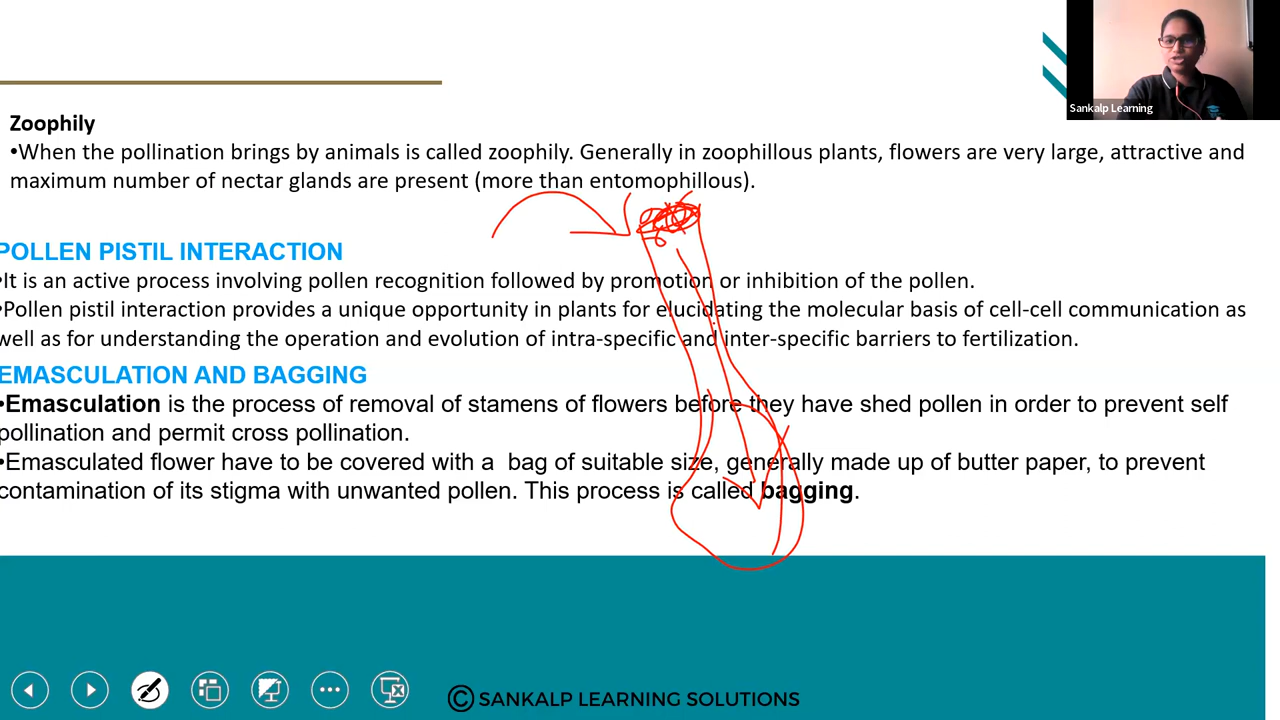 Sankalp Learning
Zoophily
•When the pollination brings by animals is called zoophily. Generally in zoophillous plants, flowers are very large, attractive and
maximum number of nectar glands are present (more than entomophillous).
POLLEN PISTIL INTERACTION
•It is an active process involving pollen recognition followed by promotion or inhibition of the pollen.
•Pollen pistil interaction provides a unique opportunity in plants for elucidating the molecular basis of cell-cell communication as
well as for understanding the operation and evolution of intra-specific and inter-specific barriers to fertilization.
EMASCULATION AND BAGGING
•Emasculation is the process of removal of stamens of flowers before they have shed pollen in order to prevent self
pollination and permit cross pollination.
•Emasculated flower have to be covered with a  bag of suitable size, generally made up of butter paper, to prevent
contamination of its stigma with unwanted pollen. This process is called bagging.
© SANKALP LEARNING SOLUTIONS